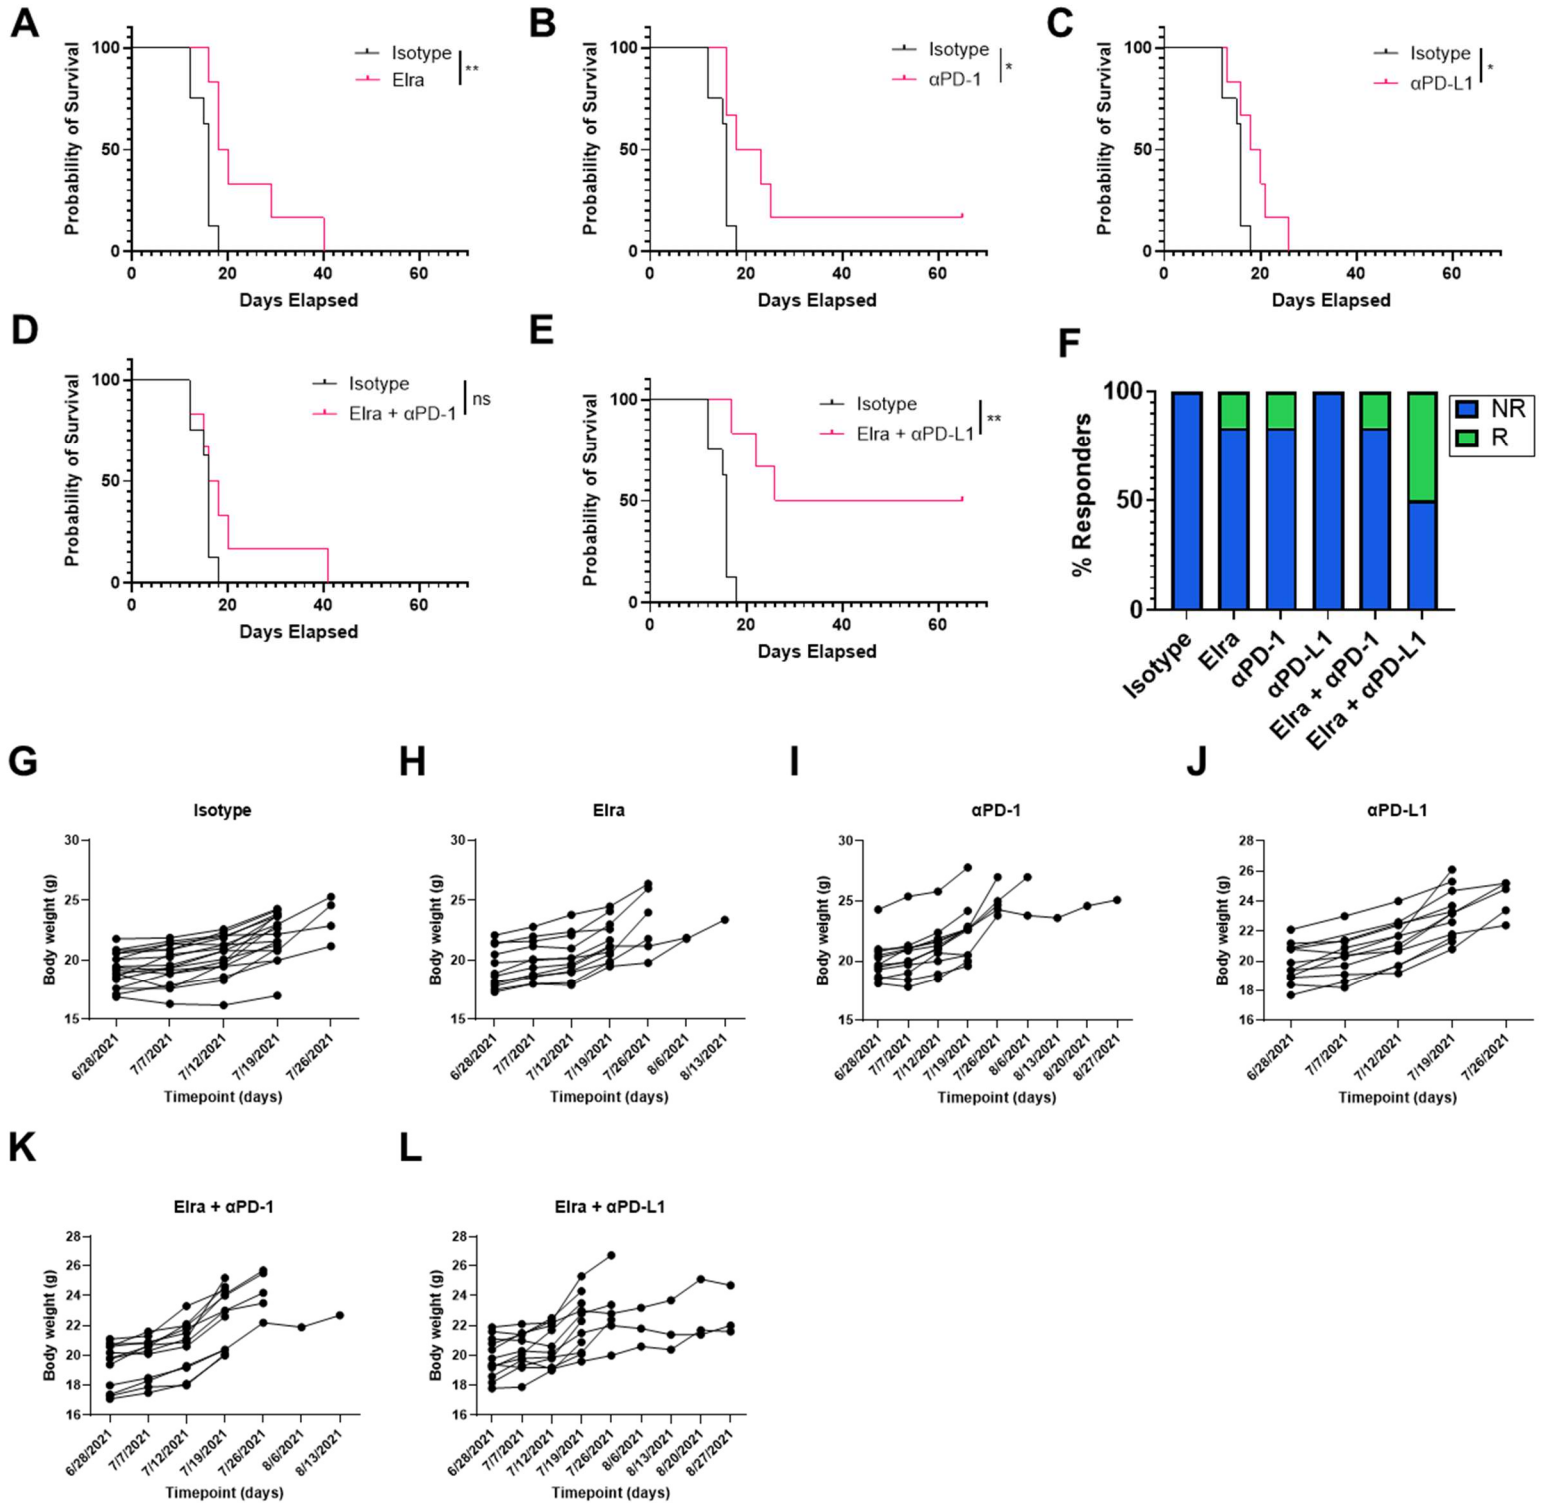 A
Probability of Survival
100
50
0
0 20 40 60
Days Elapsed
Isotype
Elra
**
B
Probability of Survival
100
50
0
0 20 40 60
Days Elapsed
Isotype
αPD-1
*
C
Probability of Survival
100
50
0
0 20 40 60
Days Elapsed
Isotype
αPD-L1
*
D
Probability of Survival
100
50
0
0 20 40 60
Days Elapsed
Isotype
Elra + αPD-1
ns
E
Probability of Survival
100
50
0
0 20 40 60
Days Elapsed
Isotype
Elra + αPD-L1
**
F
% Responders
100
50
0
Isotype
Elra
αPD-1
αPD-L1
Elra + αPD-1
Elra + αPD-L1
NR
R
G
Isotype
Body weight (g)
30
25
20
15
6/28/2021
7/7/2021
7/12/2021
7/19/2021
7/26/2021
Timepoint (days)
H
Elra
Body weight (g)
30
25
20
15
6/28/2021
7/7/2021
7/12/2021
7/19/2021
7/26/2021
8/6/2021
8/13/2021
Timepoint (days)
I
αPD-1
Body weight (g)
30
25
20
15
6/28/2021
7/7/2021
7/12/2021
7/19/2021
7/26/2021
8/6/2021
8/13/2021
8/20/2021
8/27/2021
Timepoint (days)
J
αPD-L1
Body weight (g)
28
26
24
22
20
18
16
6/28/2021
7/7/2021
7/12/2021
7/19/2021
7/26/2021
Timepoint (days)
K
Elra + αPD-1
Body weight (g)
28
26
24
22
20
18
16
6/28/2021
7/7/2021
7/12/2021
7/19/2021
7/26/2021
8/6/2021
8/13/2021
Timepoint (days)
L
Elra + αPD-L1
Body weight (g)
28
26
24
22
20
18
16
6/28/2021
7/7/2021
7/12/2021
7/19/2021
7/26/2021
8/6/2021
8/13/2021
8/20/2021
8/27/2021
Timepoint (days)